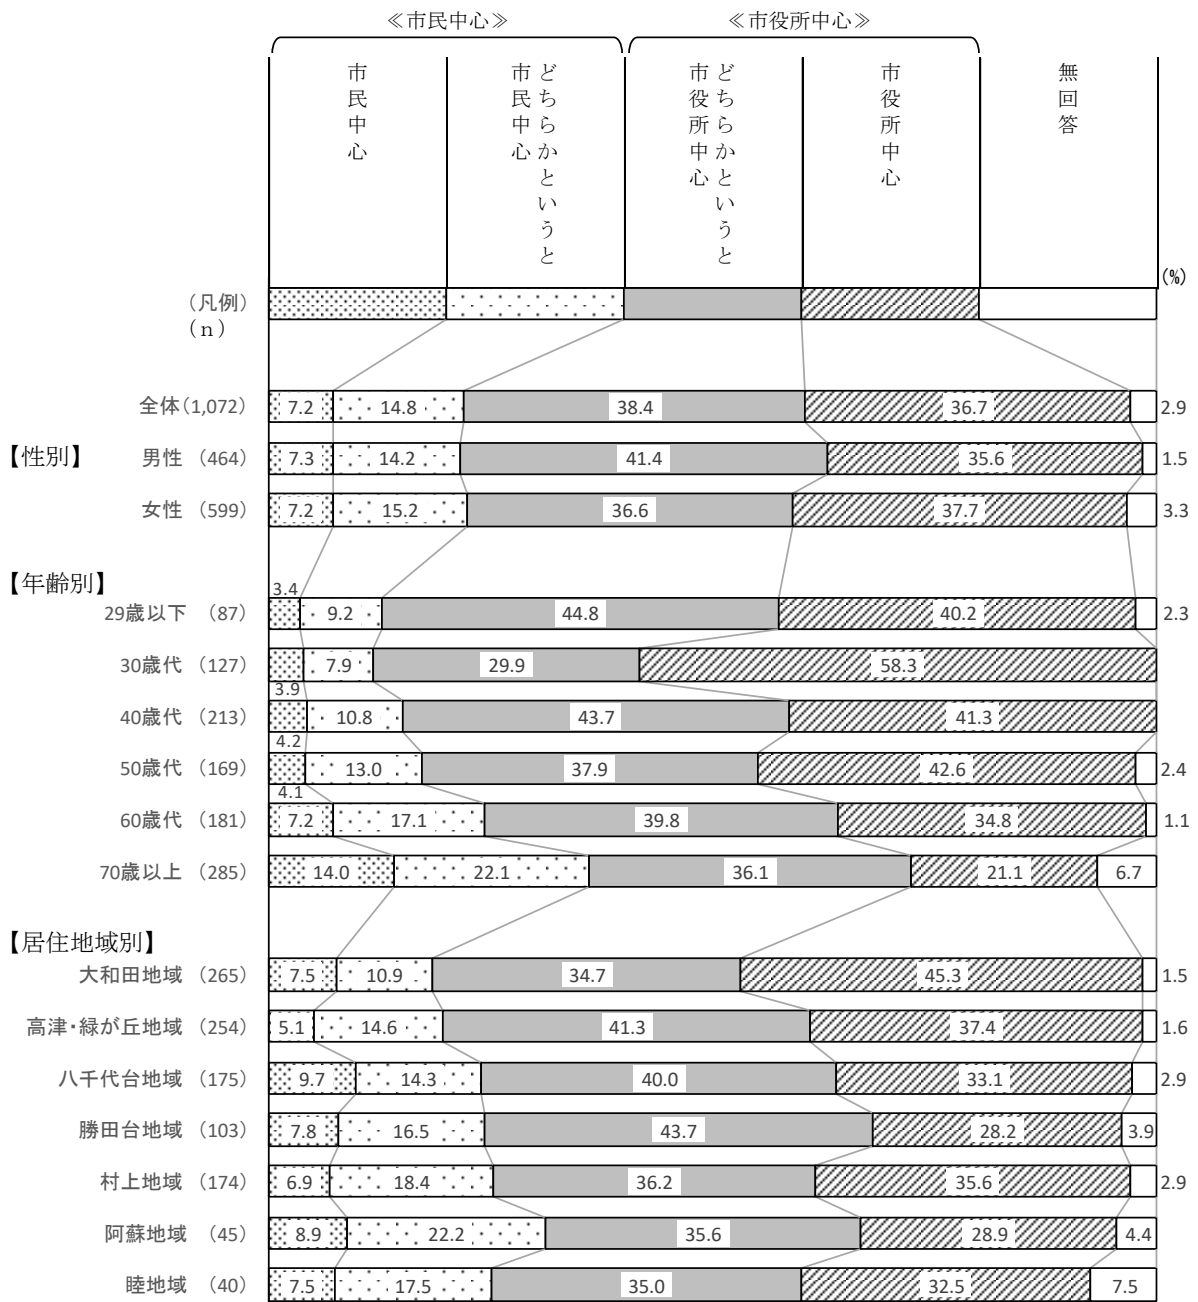 ≪市民中心≫ ≪市役所中心≫
市民中心
どちらかというと
市民中心
どちらかというと
市役所中心
市役所中心
無回答
(%)
(凡例)
(n)
全体(1,072) 7.2 14.8 38.4 36.7 2.9
【性別】 男性 (464) 7.3 14.2 41.4 35.6 1.5
女性 (599) 7.2 15.2 36.6 37.7 3.3
【年齢別】
3.4
29歳以下 (87) 9.2 44.8 40.2 2.3
30歳代 (127) 7.9 29.9 58.3
3.9
40歳代 (213) 10.8 43.7 41.3
4.2
50歳代 (169) 13.0 37.9 42.6 2.4
4.1
60歳代 (181) 7.2 17.1 39.8 34.8 1.1
70歳以上 (285) 14.0 22.1 36.1 21.1 6.7
【居住地域別】
大和田地域 (265) 7.5 10.9 34.7 45.3 1.5
高津・緑が丘地域 (254) 5.1 14.6 41.3 37.4 1.6
八千代台地域 (175) 9.7 14.3 40.0 33.1 2.9
勝田台地域 (103) 7.8 16.5 43.7 28.2 3.9
村上地域 (174) 6.9 18.4 36.2 35.6 2.9
阿蘇地域 (45) 8.9 22.2 35.6 28.9 4.4
睦地域 (40) 7.5 17.5 35.0 32.5 7.5